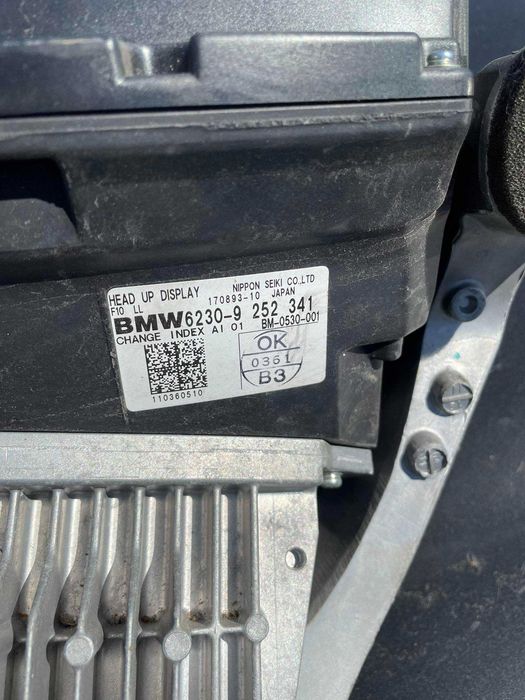 HEAD UP DISPLAY NIPPON SEIKI CO.,LTD
F10 LL 170893-10 JAPAN
BMW6230-9 252 341
CHANGE INDEX AI 01 BM-0530-001
OK
0361
B3
110360510